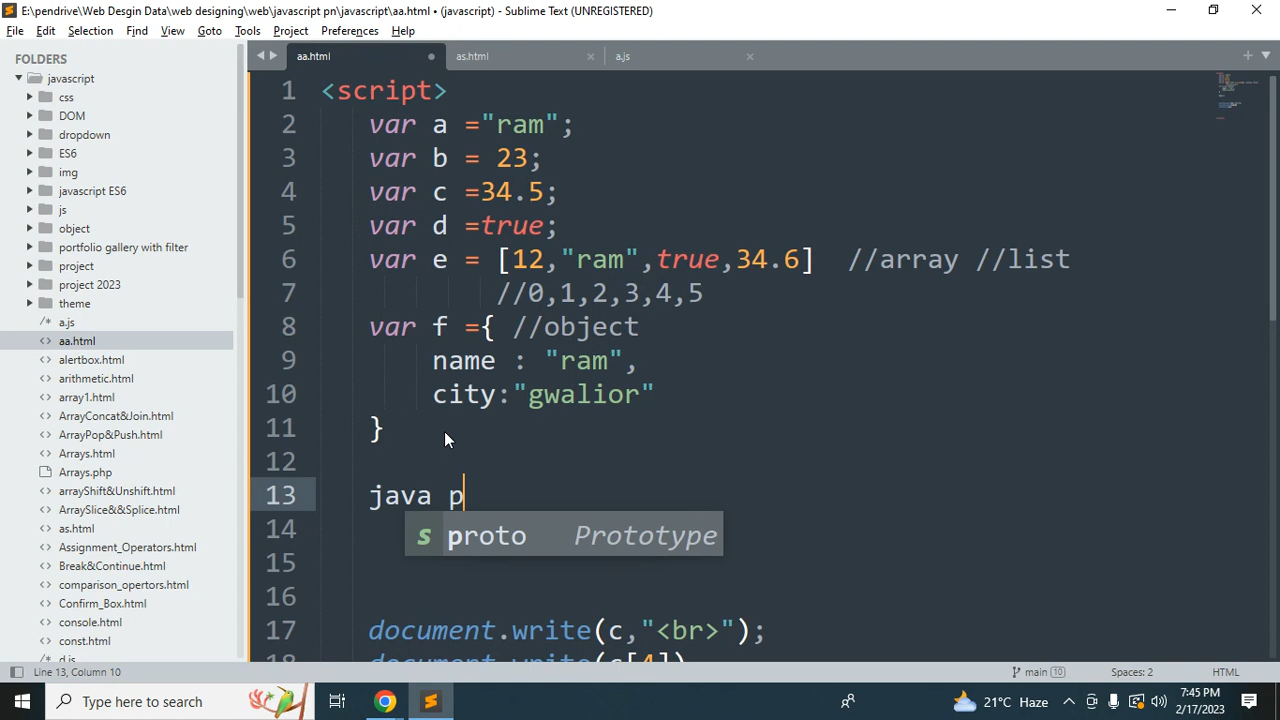 E:\pendrive\Web Desgin Data\web designing\web\javascript pn\javascript\aa.html • (javascript) - Sublime Text (UNREGISTERED)
File Edit Selection Find View Goto Tools Project Preferences Help
FOLDERS
javascript
css
DOM
dropdown
ES6
img
javascript ES6
js
object
portfolio gallery with filter
project
project 2023
theme
/* a.js
<> aa.html
<> alertbox.html
<> arithmetic.html
<> array1.html
<> ArrayConcat&Join.html
<> ArrayPop&Push.html
<> Arrays.html
Arrays.php
<> arrayShift&Unshift.html
<> ArraySlice&&Splice.html
<> as.html
<> Assignment_Operators.html
<> Break&Continue.html
<> comparison_opertors.html
<> Confirm_Box.html
<> console.html
<> const.html
/* d.js
aa.html as.html a.js
1 <script>
2 var a ="ram";
3 var b = 23;
4 var c =34.5;
5 var d =true;
6 var e = [12,"ram",true,34.6] //array //list
7 //0,1,2,3,4,5
8 var f ={ //object
9 name : "ram",
10 city:"gwalior"
11 }
12
13 java p
s proto Prototype
14
15
16
17 document.write(c,"<br>");
18 document.write(c[4])
Line 13, Column 10 main 10 Spaces: 2 HTML
Type here to search
21°C Haze
7:45 PM
2/17/2023